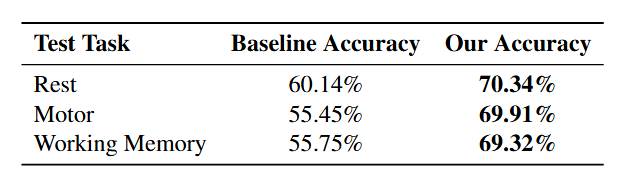 Test Task Baseline Accuracy Our Accuracy
Rest 60.14% 70.34%
Motor 55.45% 69.91%
Working Memory 55.75% 69.32%